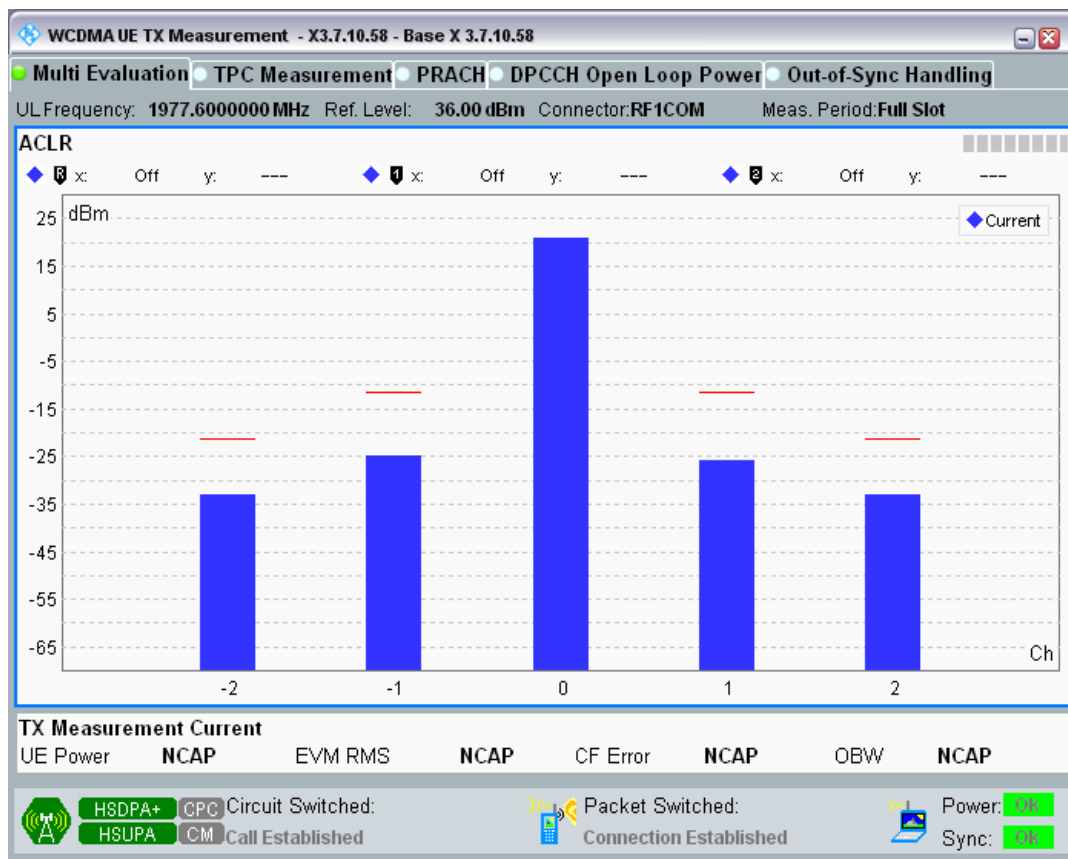 WCDMA UE TX Measurement - X3.7.10.58 - Base X 3.7.10.58
Multi Evaluation TPC Measurement PRACH DPCCH Open Loop Power Out-of-Sync Handling
UL Frequency: 1977.6000000 MHz Ref. Level: 36.00 dBm Connector:RF1COM Meas. Period:Full Slot
ACLR
R x: Off y: --- 1 x: Off y: --- 2 x: Off y: ---
dBm
Current
25
15
5
-5
-15
-25
-35
-45
-55
-65
Ch
-2 -1 0 1 2
TX Measurement Current
UE Power NCAP EVM RMS NCAP CF Error NCAP OBW NCAP
HSDPA+ CPC Circuit Switched: Packet Switched: Power: OK
HSUPA CM Call Established Connection Established Sync: OK